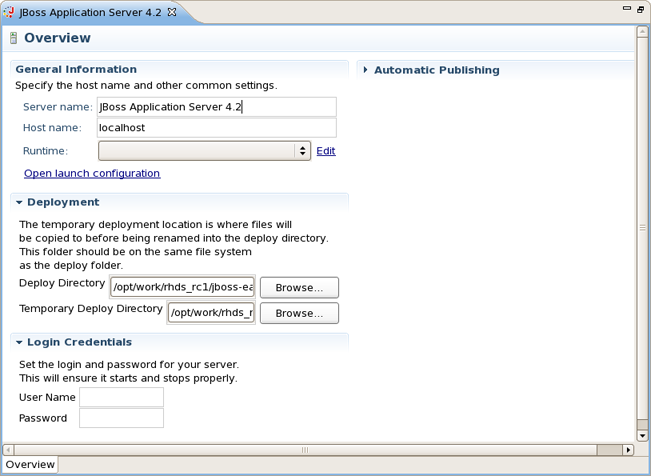 JBoss Application Server 4.2
Overview
General Information
Specify the host name and other common settings.
Server name: JBoss Application Server 4.2
Host name: localhost
Runtime: Edit
Open launch configuration
Automatic Publishing
Deployment
The temporary deployment location is where files will
be copied to before being renamed into the deploy directory.
This folder should be on the same file system
as the deploy folder.
Deploy Directory /opt/work/rhds_rc1/jboss-ea Browse...
Temporary Deploy Directory /opt/work/rhds_r Browse...
Login Credentials
Set the login and password for your server.
This will ensure it starts and stops properly.
User Name
Password
Overview